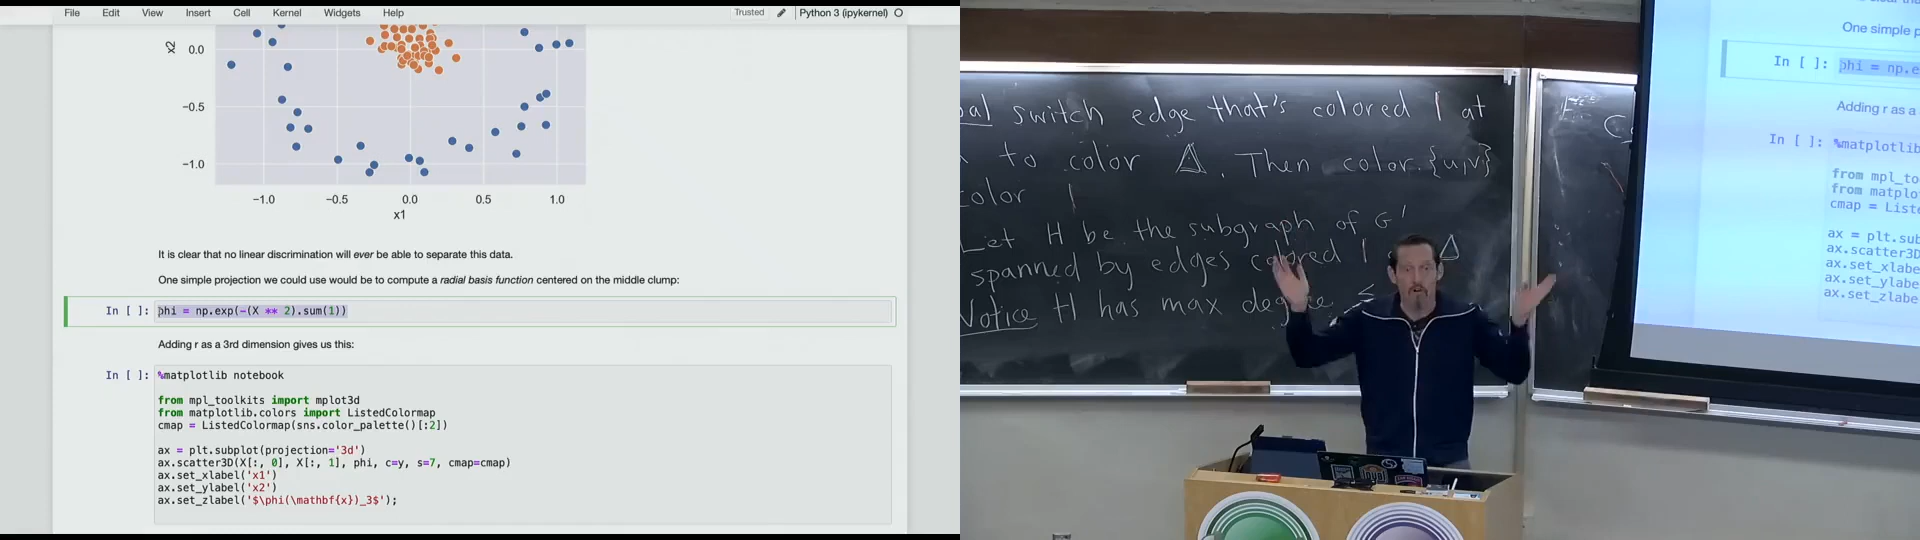 File Edit View Insert Cell Kernel Widgets Help Trusted Python 3 (ipykernel)
x2
0.0
−0.5
−1.0
−1.0 −0.5 0.0 0.5 1.0
x1
It is clear that no linear discrimination will ever be able to separate this data.
One simple projection we could use would be to compute a radial basis function centered on the middle clump:
In [ ]: phi = np.exp(-(X ** 2).sum(1))
Adding r as a 3rd dimension gives us this:
In [ ]: %matplotlib notebook
from mpl_toolkits import mplot3d
from matplotlib.colors import ListedColormap
cmap = ListedColormap(sns.color_palette()[:2])
ax = plt.subplot(projection='3d')
ax.scatter3D(X[:, 0], X[:, 1], phi, c=y, s=7, cmap=cmap)
ax.set_xlabel('x1')
ax.set_ylabel('x2')
ax.set_zlabel('$\phi(\mathbf{x})_3$');
switch edge that's colored 1 at
to color Δ. Then color {u,v}
color 1
Let H be the subgraph of G'
spanned by edges colored 1 Δ
Notice H has max degree ≤
One simple p
In [ ]: phi = np.e
Adding r as a
In [ ]: %matplotlib
from mpl_to
from matplo
cmap = List
ax = plt.sub
ax.scatter3D
ax.set_xlabe
ax.set_ylabe
ax.set_zlabe